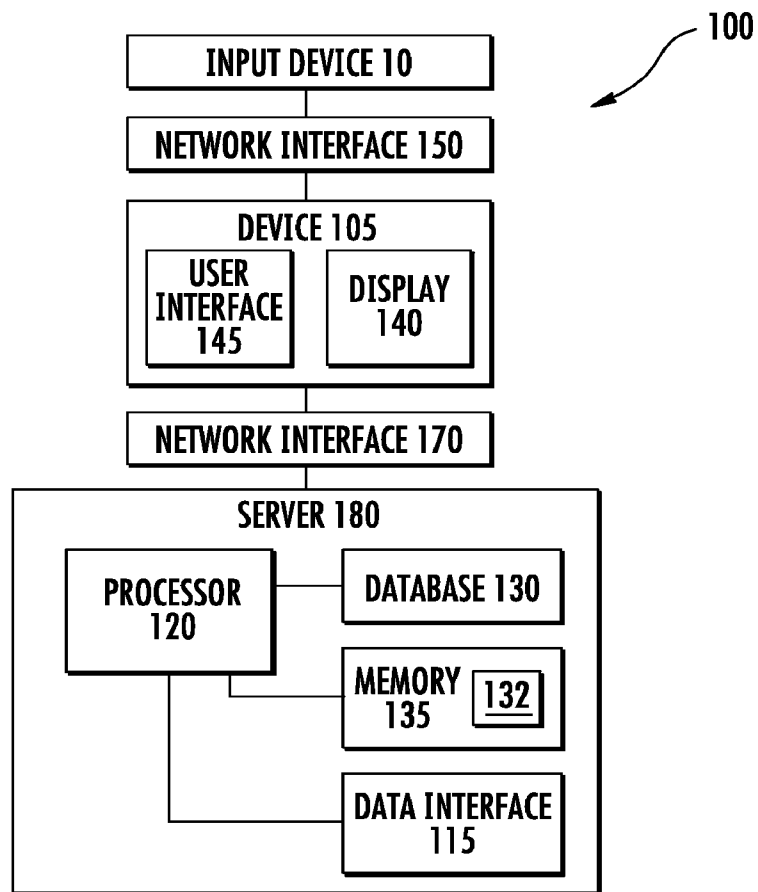 100
INPUT DEVICE 10
NETWORK INTERFACE 150
DEVICE 105
USER
INTERFACE
145
DISPLAY
140
NETWORK INTERFACE 170
SERVER 180
PROCESSOR
120
DATABASE 130
MEMORY
135
132
DATA INTERFACE
115